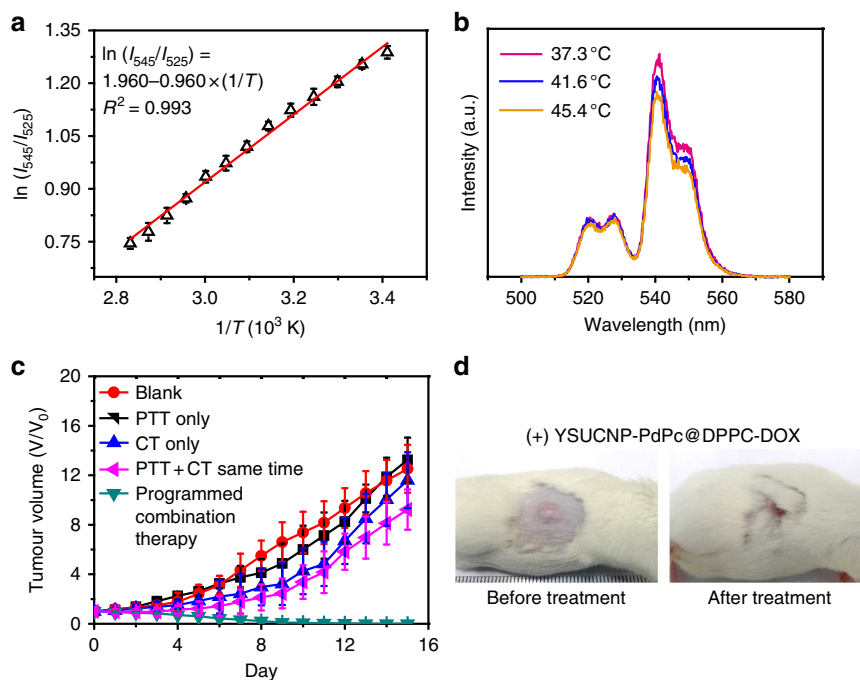 a
ln (I545/I525) =
1.960–0.960×(1/T)
R² = 0.993
1.35
1.20
1.05
0.90
0.75
ln (I545/I525)
2.8 3.0 3.2 3.4
1/T (10³ K)
b
37.3 °C
41.6 °C
45.4 °C
Intensity (a.u.)
500 520 540 560 580
Wavelength (nm)
c
Blank
PTT only
CT only
PTT + CT same time
Programmed
combination
therapy
20
16
12
8
4
0
Tumour volume (V/V0)
0 4 8 12 16
Day
d
(+) YSUCNP-PdPc@DPPC-DOX
Before treatment After treatment